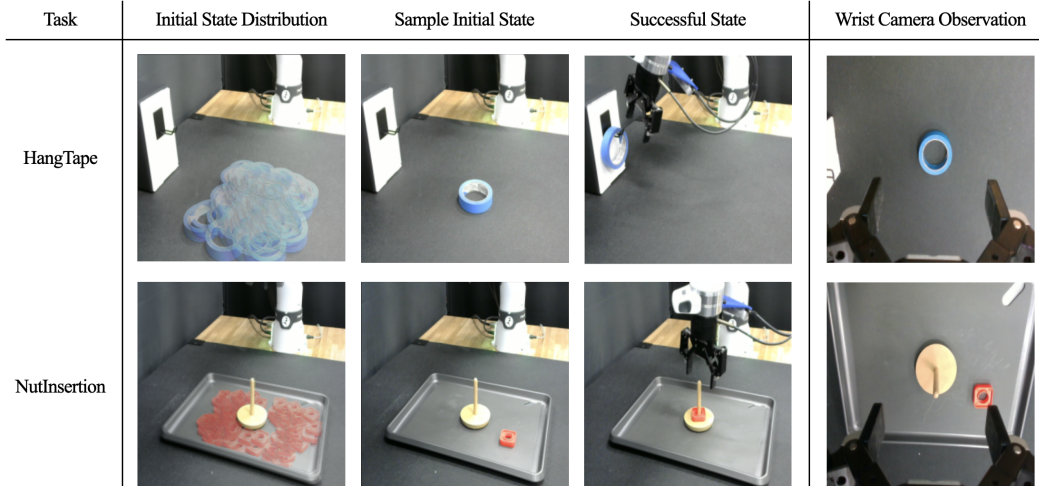 Task Initial State Distribution Sample Initial State Successful State Wrist Camera Observation
HangTape
NutInsertion